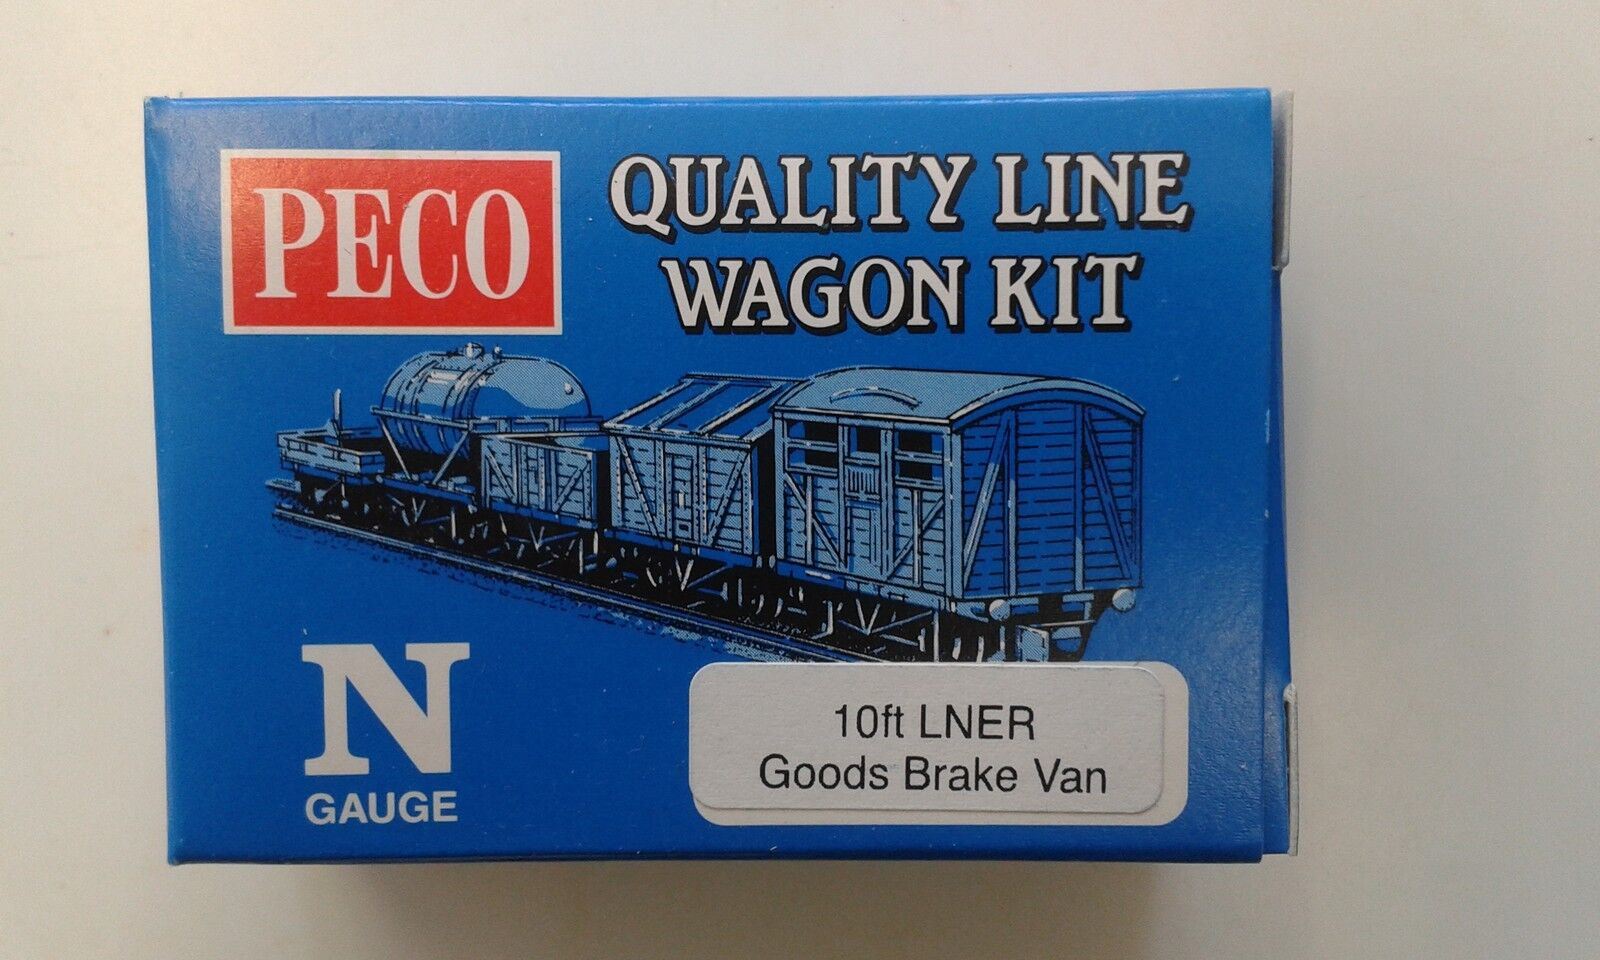 PECO
QUALITY LINE
WAGON KIT
N
GAUGE
10ft LNER
Goods Brake Van